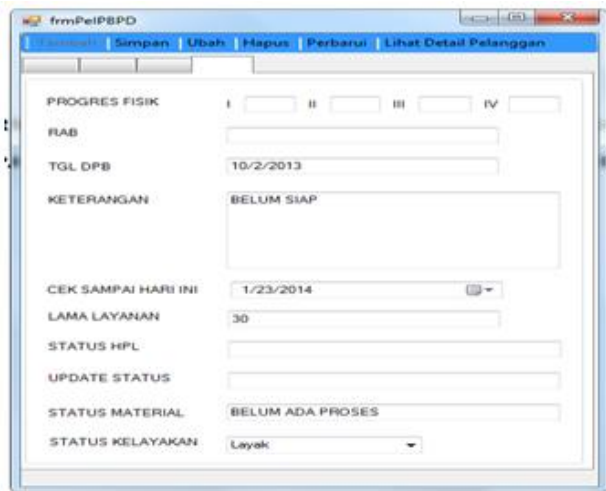 frmPelPBPD
Tambah | Simpan | Ubah | Hapus | Perbarui | Lihat Detail Pelanggan
PROGRES FISIK I II III IV
RAB
TGL DPB 10/2/2013
KETERANGAN BELUM SIAP
CEK SAMPAI HARI INI 1/23/2014
LAMA LAYANAN 30
STATUS HPL
UPDATE STATUS
STATUS MATERIAL BELUM ADA PROSES
STATUS KELAYAKAN Layak